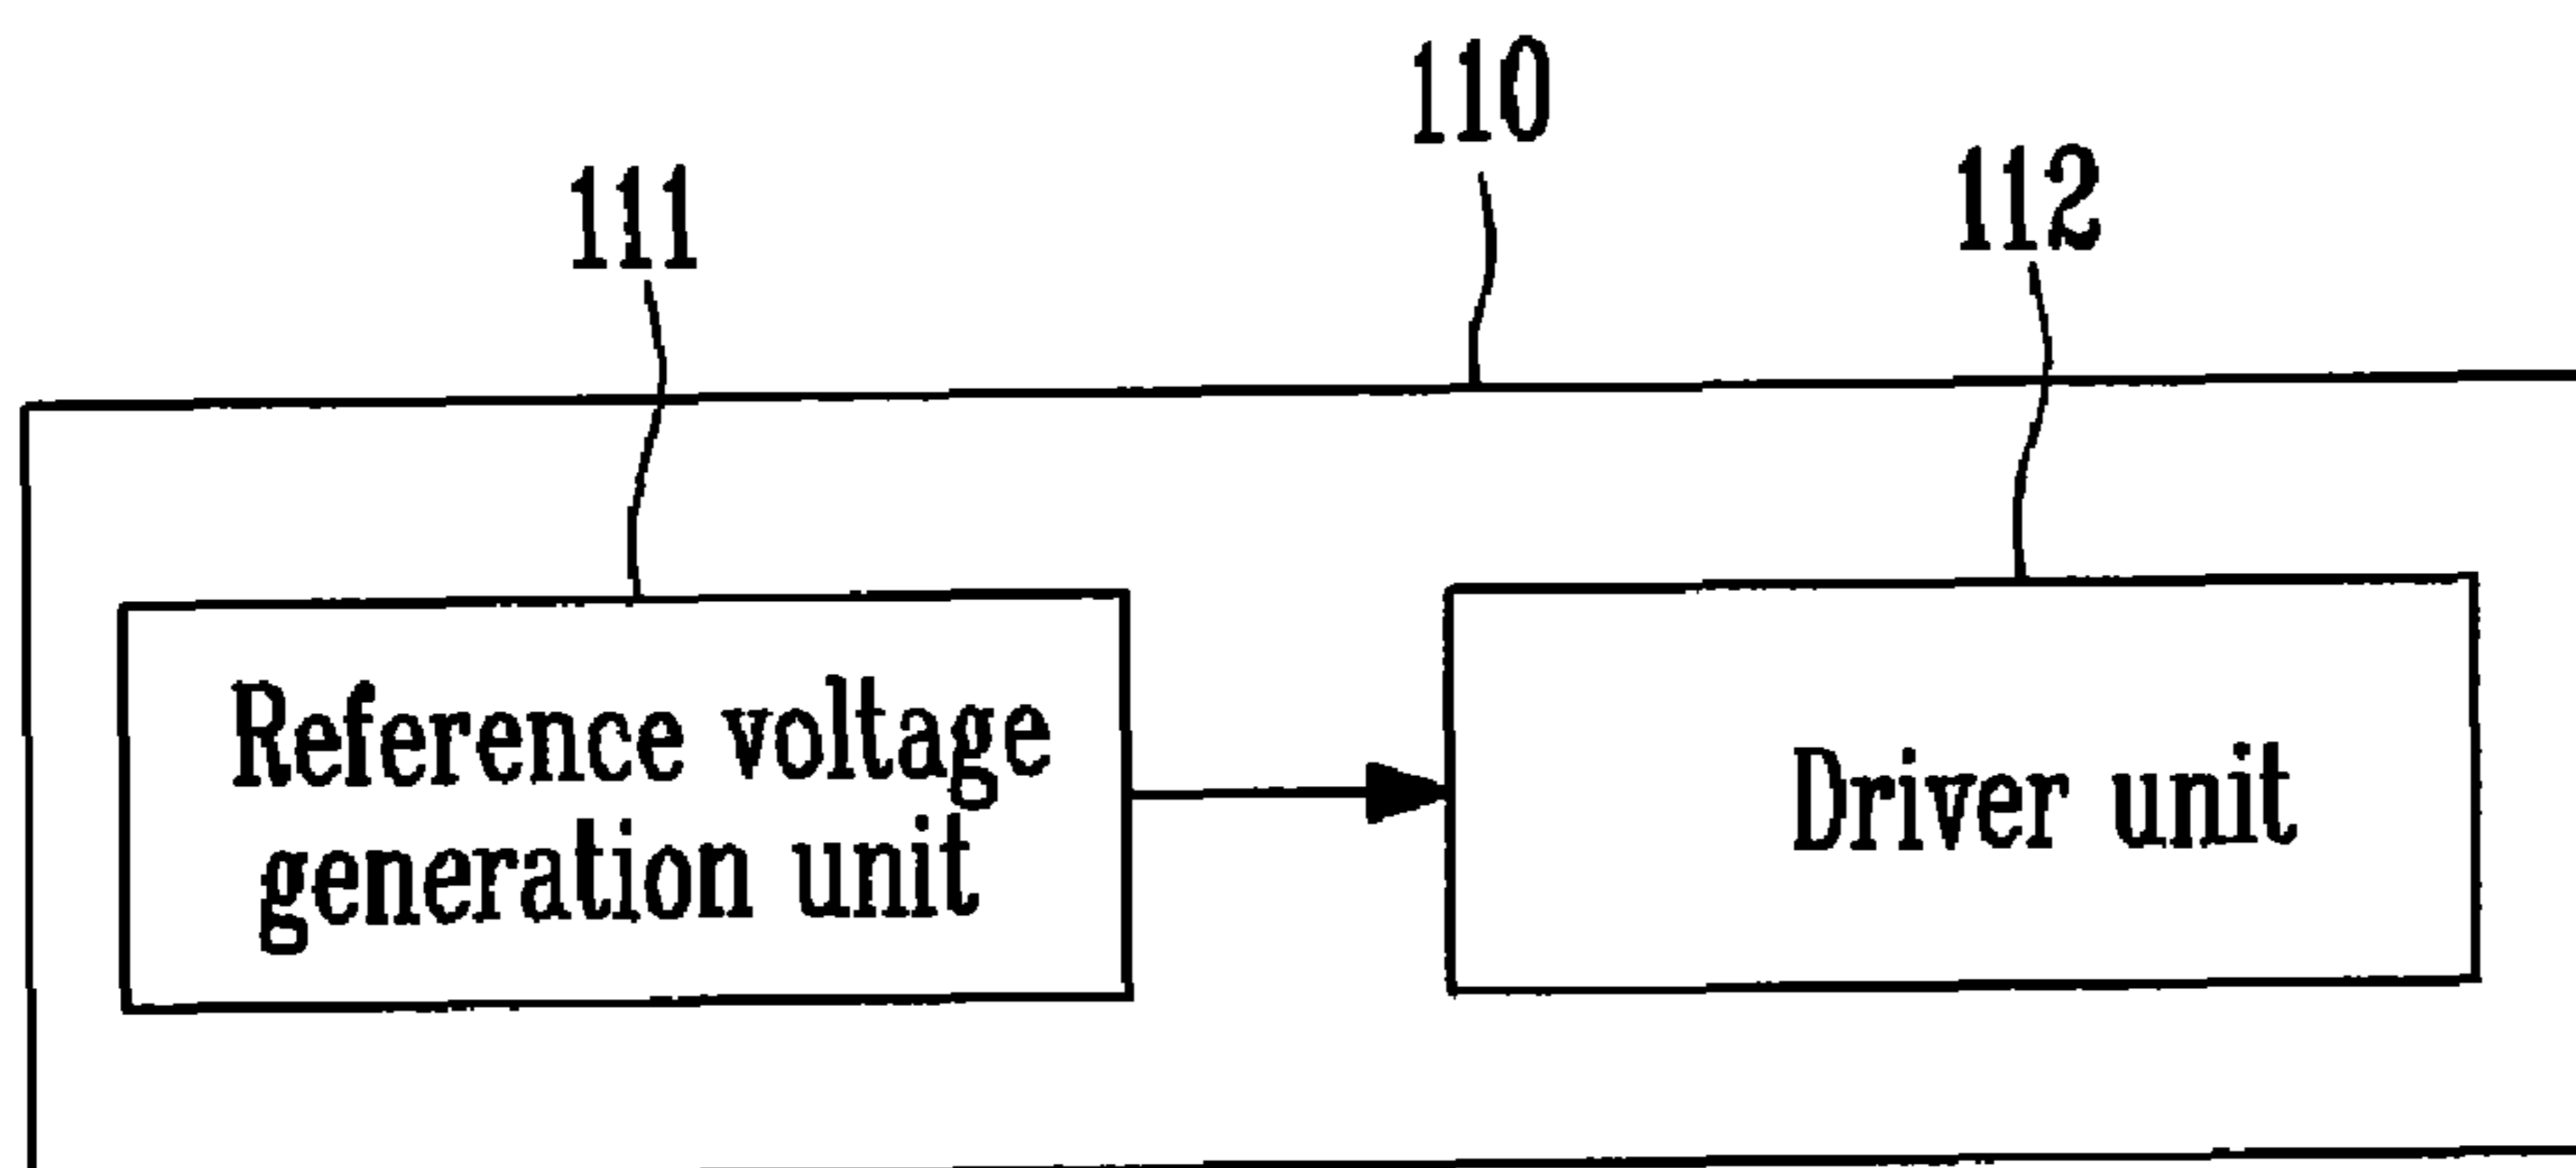 110
111
112
Reference voltage
generation unit
Driver unit